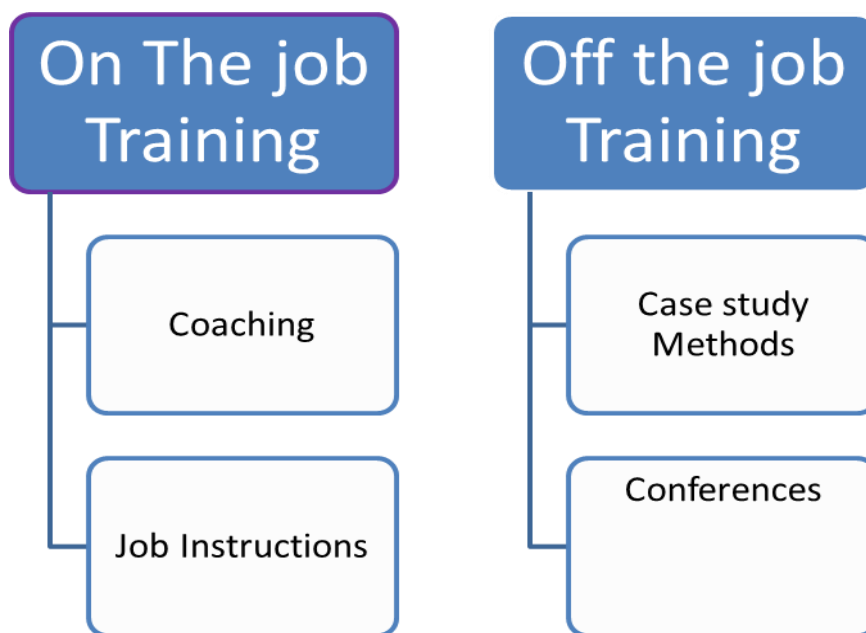 On The job
Training
Coaching
Job Instructions
Off the job
Training
Case study
Methods
Conferences